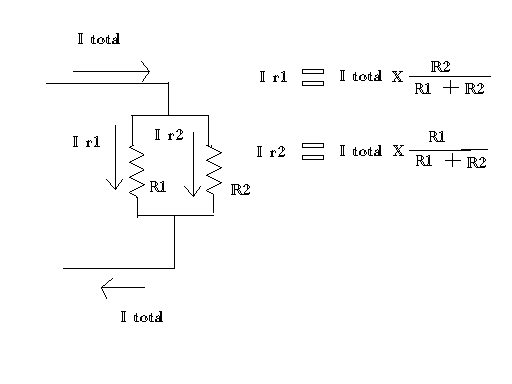 I total
I r1 = I total X R2
R1 + R2
I r1
I r2
R1
R2
I r2 = I total X R1
R1 + R2
I total